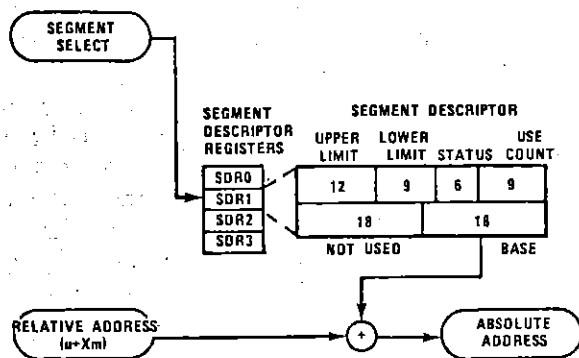 SEGMENT
SELECT
SEGMENT
DESCRIPTOR
REGISTERS
SEGMENT DESCRIPTOR
UPPER
LIMIT
LOWER
LIMIT
STATUS
USE
COUNT
SDR0
SDR1
SDR2
SDR3
12
9
6
9
18
18
NOT USED
BASE
RELATIVE ADDRESS
(u+Xm)
+
ABSOLUTE
ADDRESS